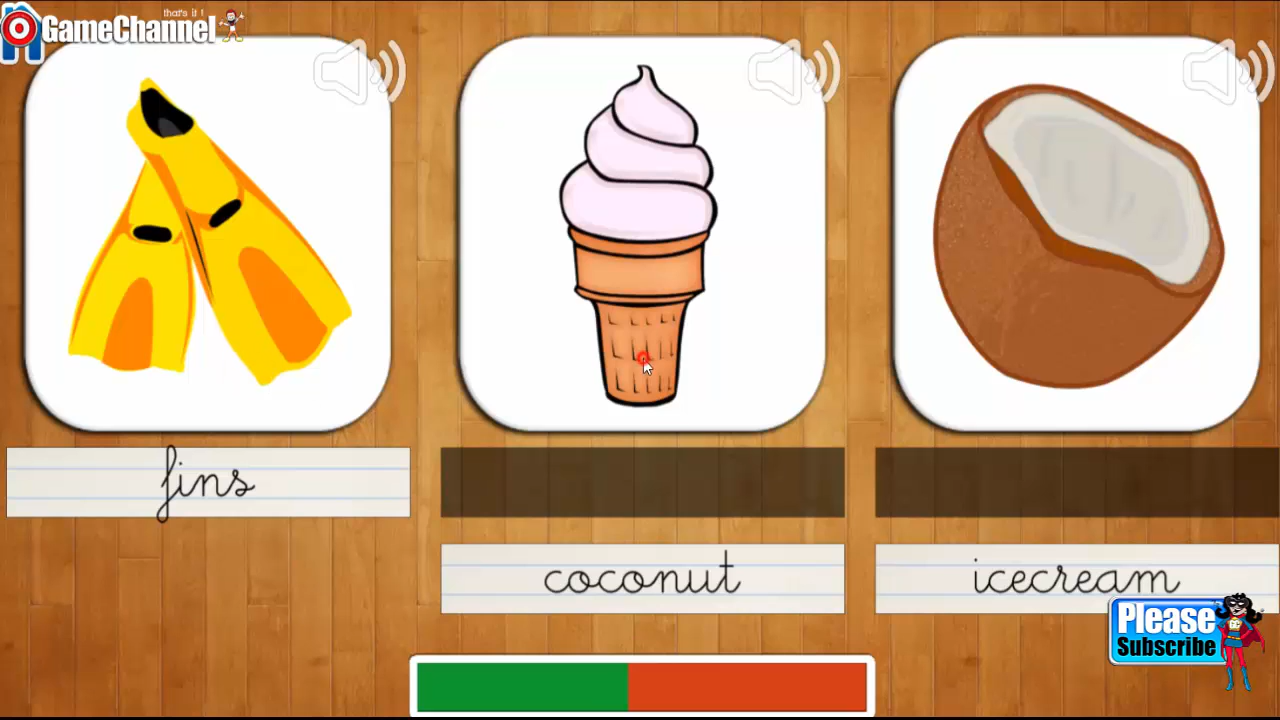 that's it !
GameChannel
fins
coconut
icecream
Please
Subscribe